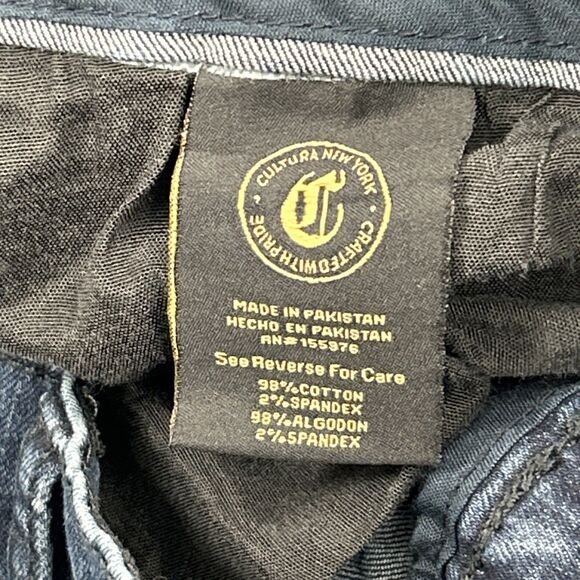 CULTURA NEW YORK
CRAFTED WITH PRIDE
C
MADE IN PAKISTAN
HECHO EN PAKISTAN
RN# 155976
See Reverse For Care
98% COTTON
2% SPANDEX
98% ALGODON
2% SPANDEX